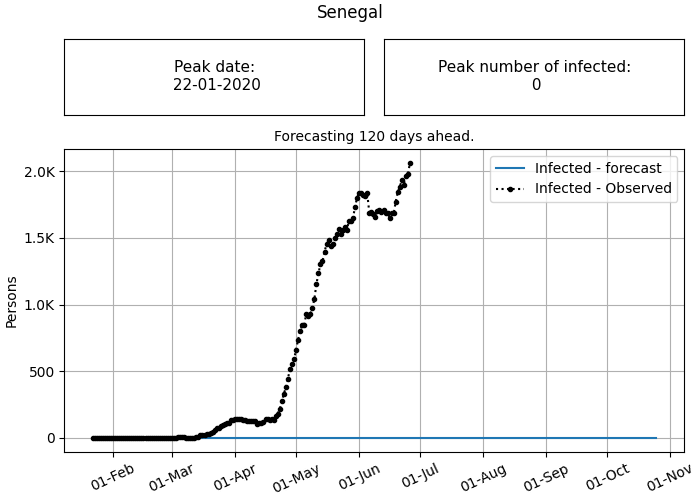 Senegal
Peak date:
22-01-2020
Peak number of infected:
0
Forecasting 120 days ahead.
Infected - forecast
Infected - Observed
2.0K
1.5K
1.0K
500
0
Persons
01-Feb
01-Mar
01-Apr
01-May
01-Jun
01-Jul
01-Aug
01-Sep
01-Oct
01-Nov